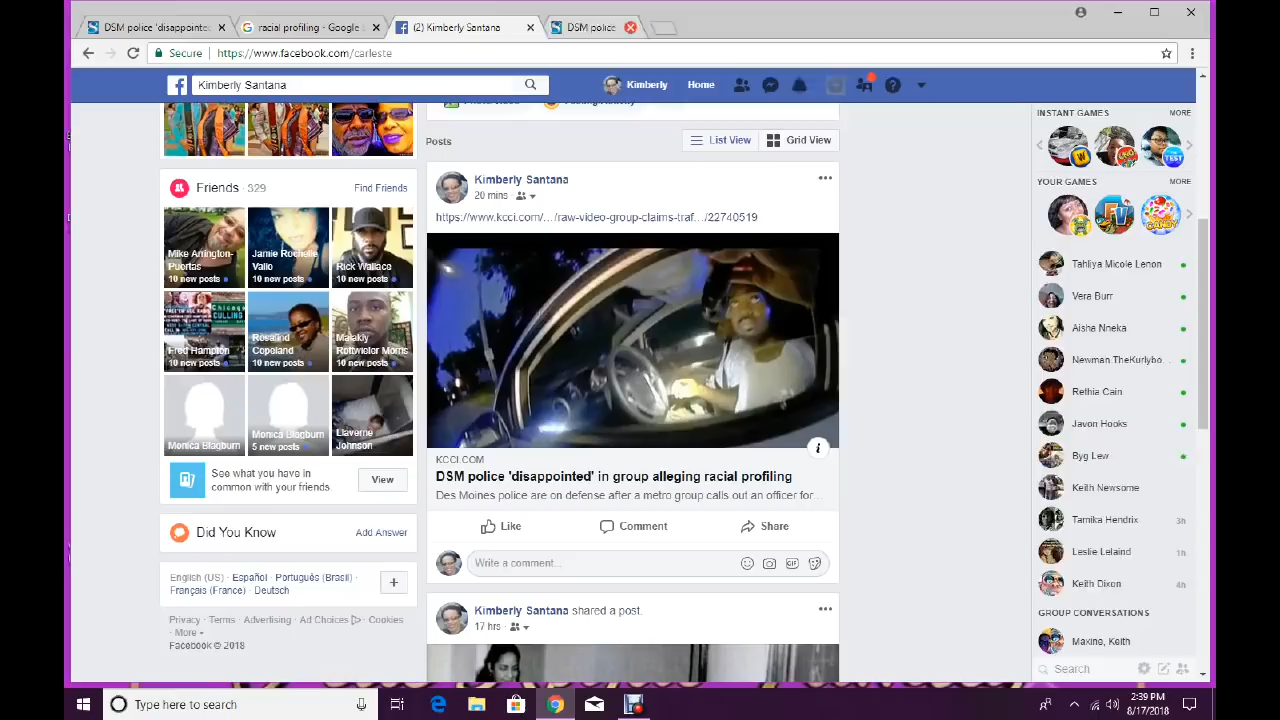 DSM police 'disappointe
racial profiling - Google
(2) Kimberly Santana
DSM police
Secure
https://www.facebook.com/carleste
Kimberly Santana
Kimberly
Home
Posts
List View
Grid View
Friends · 329
Find Friends
Mike Arrington-
Puertas
10 new posts
Jamie Rochelle
Vallo
10 new posts
Rick Wallace
10 new posts
Fred Hampton
10 new posts
Rosalind
Copeland
10 new posts
Malakiy
Rottwieler Morris
10 new posts
Monica Blagburn
Monica Blagburn
5 new posts
Llaverne
Johnson
See what you have in
common with your friends
View
Did You Know
Add Answer
English (US) · Español · Português (Brasil) ·
Français (France) · Deutsch
Privacy · Terms · Advertising · Ad Choices · Cookies
· More
Facebook © 2018
Kimberly Santana
20 mins ·
https://www.kcci.com/…/raw-video-group-claims-traf…/22740519
KCCI.COM
DSM police 'disappointed' in group alleging racial profiling
Des Moines police are on defense after a metro group calls out an officer for…
Like
Comment
Share
Write a comment...
GIF
Kimberly Santana shared a post.
17 hrs ·
INSTANT GAMES
MORE
YOUR GAMES
MORE
Tahliya Micole Lenon
Vera Burr
Aisha Nneka
Newman.TheKurlybo...
Rethia Cain
Javon Hooks
Byg Lew
Keith Newsome
Tamika Hendrix
3h
Leslie Lelaind
1h
Keith Dixon
4h
GROUP CONVERSATIONS
Maxine, Keith
Search
Type here to search
2:39 PM
8/17/2018